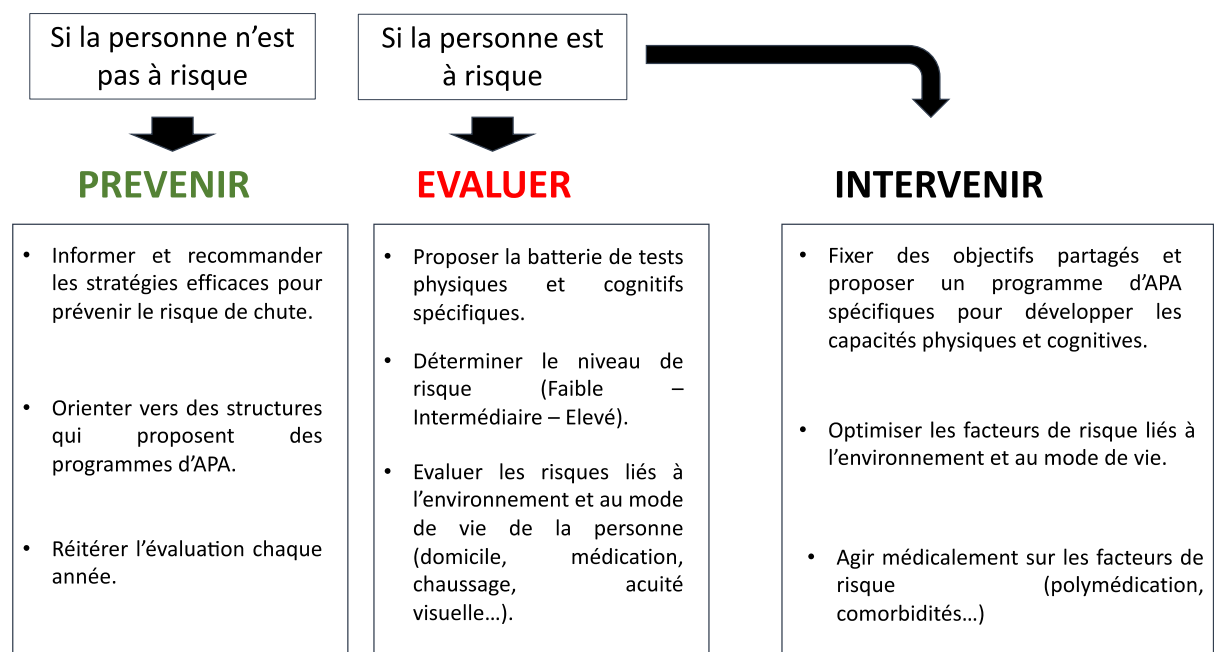 Si la personne n'est
pas à risque
Si la personne est
à risque
PREVENIR
• Informer et recommander
les stratégies efficaces pour
prévenir le risque de chute.
• Orienter vers des structures
qui proposent des
programmes d'APA.
• Réitérer l'évaluation chaque
année.
EVALUER
• Proposer la batterie de tests
physiques et cognitifs
spécifiques.
• Déterminer le niveau de
risque (Faible –
Intermédiaire – Elevé).
• Evaluer les risques liés à
l'environnement et au mode
de vie de la personne
(domicile, médication,
chaussage, acuité
visuelle…).
INTERVENIR
• Fixer des objectifs partagés et
proposer un programme d'APA
spécifiques pour développer les
capacités physiques et cognitives.
• Optimiser les facteurs de risque liés à
l'environnement et au mode de vie.
• Agir médicalement sur les facteurs de
risque (polymédication,
comorbidités…)